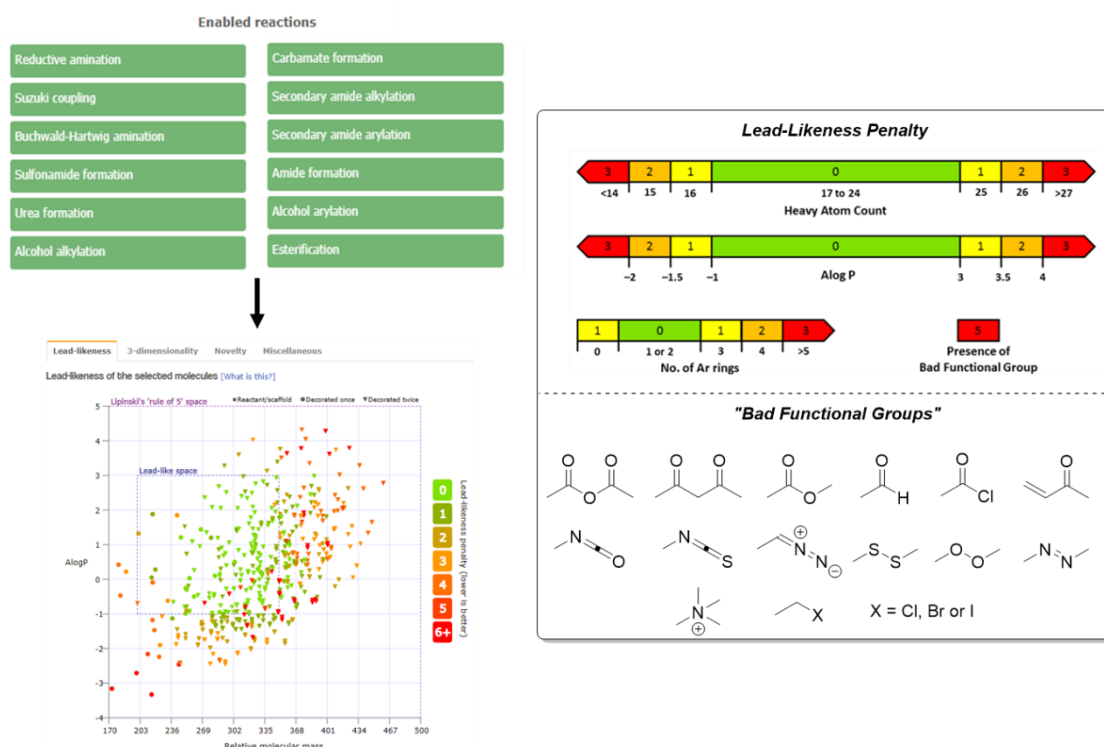 Enabled reactions
Reductive amination
Carbamate formation
Suzuki coupling
Secondary amide alkylation
Buchwald-Hartwig amination
Secondary amide arylation
Sulfonamide formation
Amide formation
Urea formation
Alcohol arylation
Alcohol alkylation
Esterification
Lead-likeness 3-dimensionality Novelty Miscellaneous
Lead-likeness of the selected molecules [What is this?]
Lipinski's 'rule of 5' space
Reactant/scaffold Decorated once Decorated twice
Lead-like space
5
4
3
2
1
0
-1
-2
-3
-4
AlogP
170 203 236 269 302 335 368 401 434 467 500
Relative molecular mass
0
1
2
3
4
5
6+
Lead-likeness penalty (lower is better)
Lead-Likeness Penalty
3 2 1 0 1 2 3
<14 15 16 17 to 24 25 26 >27
Heavy Atom Count
3 2 1 0 1 2 3
−2 −1.5 −1 3 3.5 4
Alog P
1 0 1 2 3
0 1 or 2 3 4 >5
No. of Ar rings
5
Presence of
Bad Functional Group
"Bad Functional Groups"
O O O
O O
O O
O H
O Cl
O
N O
N S
N N
S S
O O
N N
N
X
X = Cl, Br or I